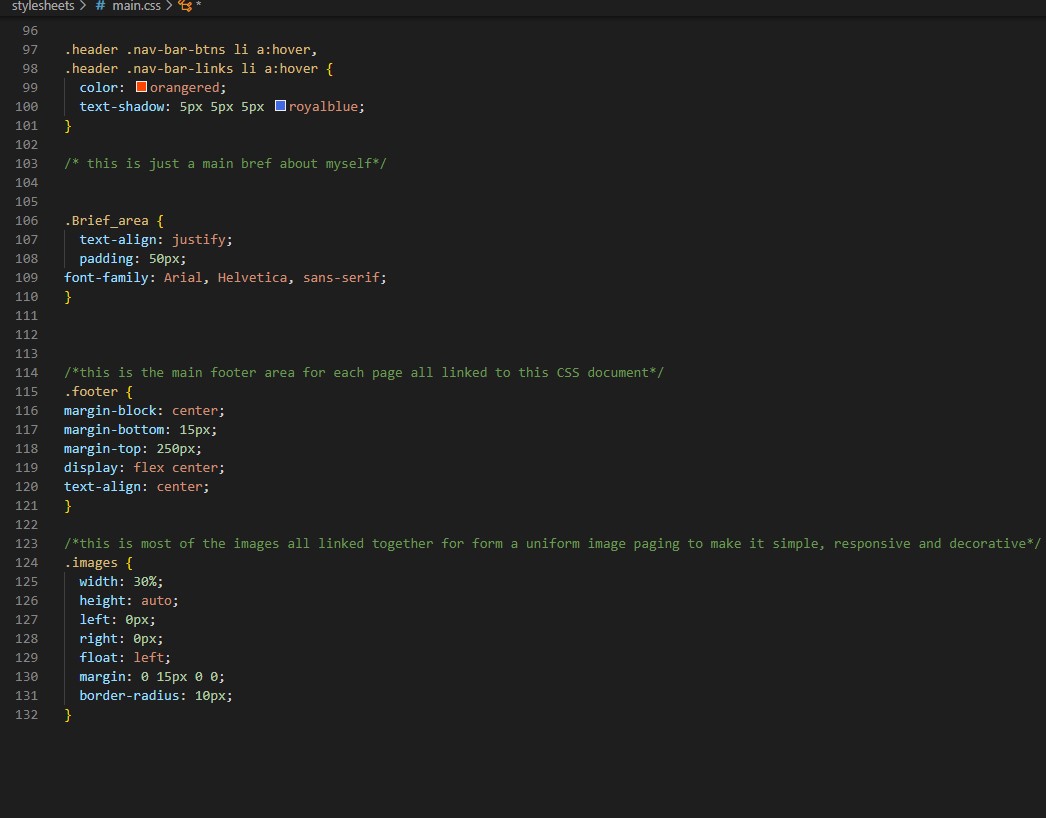 stylesheets > # main.css > *
96
97 .header .nav-bar-btns li a:hover,
98 .header .nav-bar-links li a:hover {
99 color: orangered;
100 text-shadow: 5px 5px 5px royalblue;
101 }
102
103 /* this is just a main bref about myself*/
104
105
106 .Brief_area {
107 text-align: justify;
108 padding: 50px;
109 font-family: Arial, Helvetica, sans-serif;
110 }
111
112
113
114 /*this is the main footer area for each page all linked to this CSS document*/
115 .footer {
116 margin-block: center;
117 margin-bottom: 15px;
118 margin-top: 250px;
119 display: flex center;
120 text-align: center;
121 }
122
123 /*this is most of the images all linked together for form a uniform image paging to make it simple, responsive and decorative*/
124 .images {
125 width: 30%;
126 height: auto;
127 left: 0px;
128 right: 0px;
129 float: left;
130 margin: 0 15px 0 0;
131 border-radius: 10px;
132 }